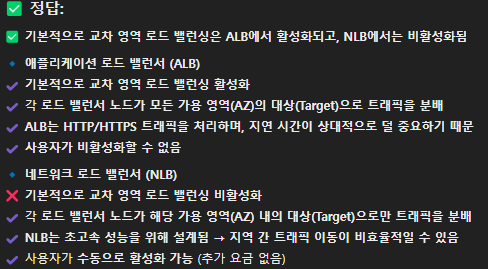 ✅ 정답:
✅ 기본적으로 교차 영역 로드 밸런싱은 ALB에서 활성화되고, NLB에서는 비활성화됨
🔹 애플리케이션 로드 밸런서 (ALB)
✔ 기본적으로 교차 영역 로드 밸런싱 활성화
✔ 각 로드 밸런서 노드가 모든 가용 영역(AZ)의 대상(Target)으로 트래픽을 분배
✔ ALB는 HTTP/HTTPS 트래픽을 처리하며, 지연 시간이 상대적으로 덜 중요하기 때문
✔ 사용자가 비활성화할 수 없음
🔹 네트워크 로드 밸런서 (NLB)
❌ 기본적으로 교차 영역 로드 밸런싱 비활성화
✔ 각 로드 밸런서 노드가 해당 가용 영역(AZ) 내의 대상(Target)으로만 트래픽을 분배
✔ NLB는 초고속 성능을 위해 설계됨 → 지역 간 트래픽 이동이 비효율적일 수 있음
✔ 사용자가 수동으로 활성화 가능 (추가 요금 없음)